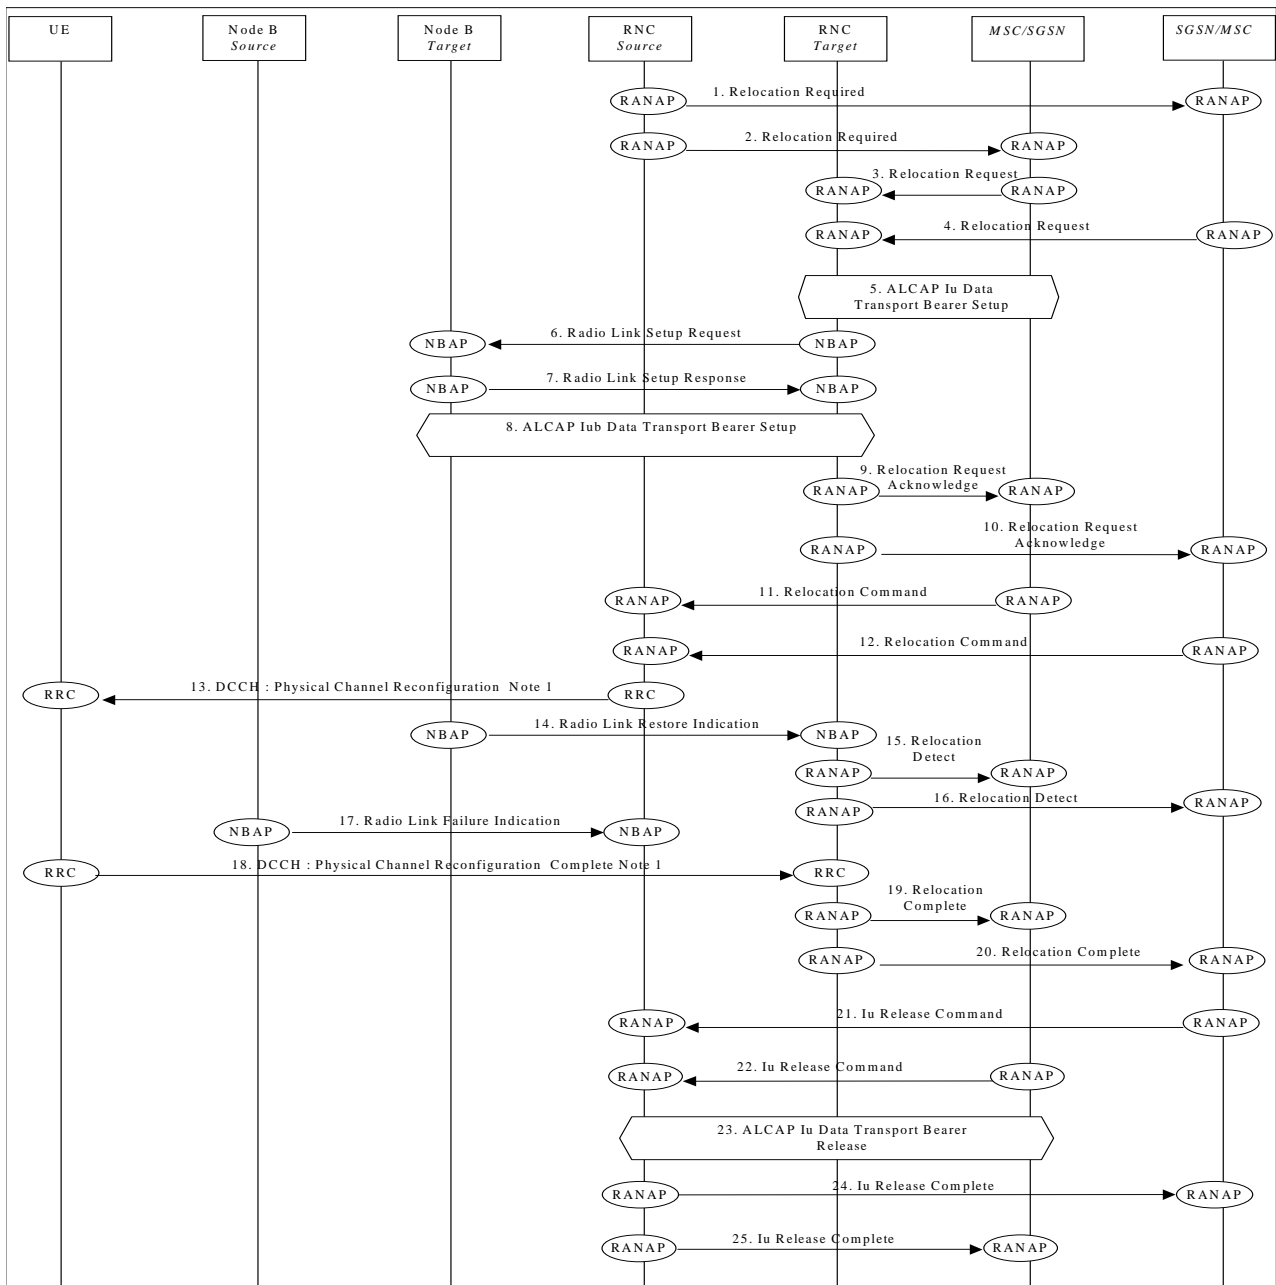 UE
Node B
Source
Node B
Target
RNC
Source
RNC
Target
MSC/SGSN
SGSN/MSC
RANAP
1. Relocation Required
RANAP
RANAP
2. Relocation Required
RANAP
RANAP
3. Relocation Request
RANAP
RANAP
4. Relocation Request
RANAP
5. ALCAP Iu Data
Transport Bearer Setup
NBAP
6. Radio Link Setup Request
NBAP
NBAP
7. Radio Link Setup Response
NBAP
8. ALCAP Iub Data Transport Bearer Setup
RANAP
9. Relocation Request
Acknowledge
RANAP
RANAP
10. Relocation Request
Acknowledge
RANAP
RANAP
11. Relocation Command
RANAP
RANAP
12. Relocation Command
RANAP
RRC
13. DCCH : Physical Channel Reconfiguration Note 1
RRC
NBAP
14. Radio Link Restore Indication
NBAP
RANAP
15. Relocation
Detect
RANAP
RANAP
16. Relocation Detect
RANAP
NBAP
17. Radio Link Failure Indication
NBAP
RRC
18. DCCH : Physical Channel Reconfiguration Complete Note 1
RRC
RANAP
19. Relocation
Complete
RANAP
RANAP
20. Relocation Complete
RANAP
RANAP
21. Iu Release Command
RANAP
RANAP
22. Iu Release Command
RANAP
23. ALCAP Iu Data Transport Bearer
Release
RANAP
24. Iu Release Complete
RANAP
RANAP
25. Iu Release Complete
RANAP